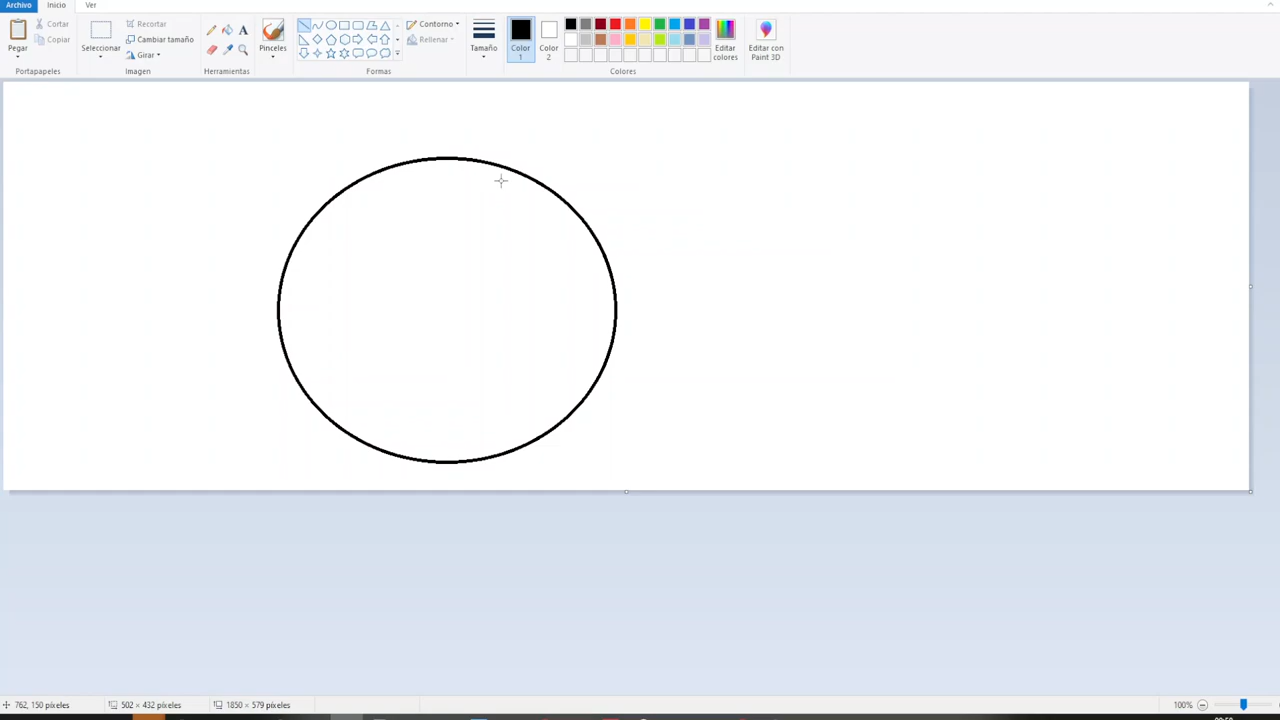 Archivo Inicio Ver
Pegar
Cortar
Copiar
Portapapeles
Seleccionar
Recortar
Cambiar tamaño
Girar
Imagen
A
Herramientas
Pinceles
Contorno
Rellenar
Formas
Tamaño
Color
1
Color
2
Editar
colores
Colores
Editar con
Paint 3D
762, 150 píxeles
502 × 432 píxeles
1850 × 579 píxeles
100%